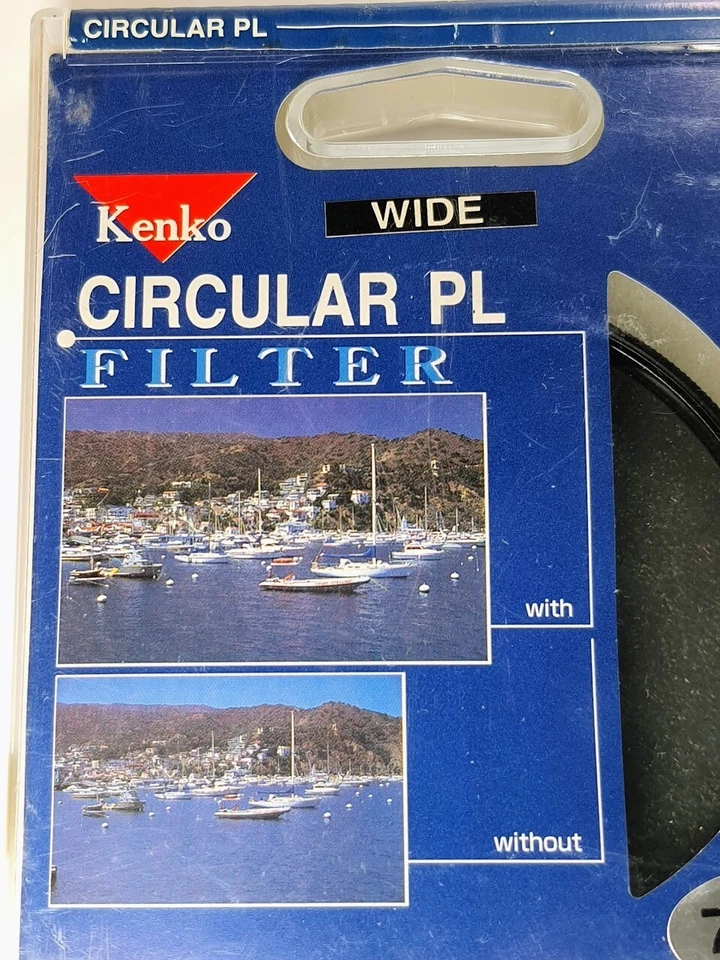 CIRCULAR PL
Kenko
WIDE
CIRCULAR PL
FILTER
with
without